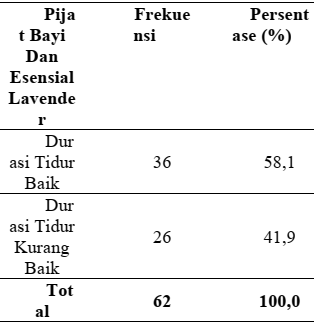 Pija Frekue Persent
t Bayi nsi ase (%)
Dan
Esensial
Lavende
r
Dur
asi Tidur 36 58,1
Baik
Dur
asi Tidur 26 41,9
Kurang
Baik
Tot 62 100,0
al